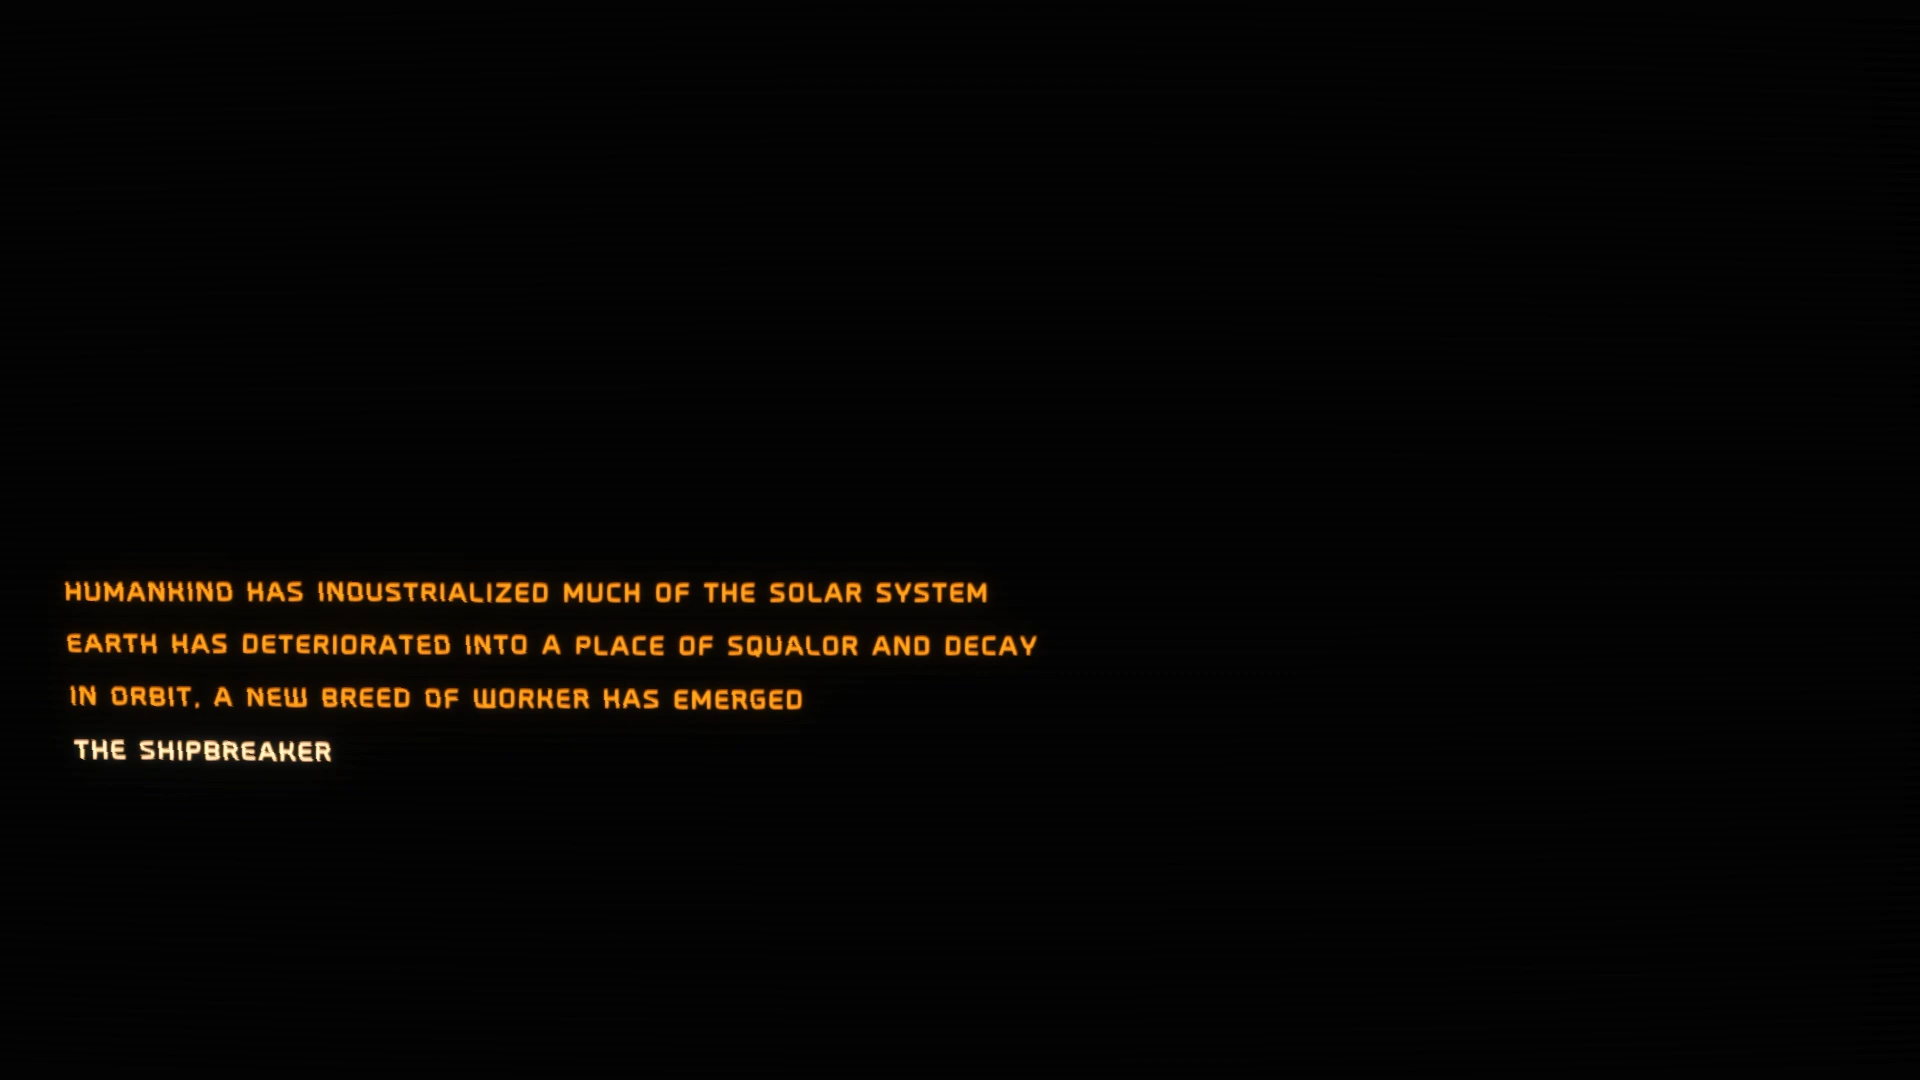 HUMANKIND HAS INDUSTRIALIZED MUCH OF THE SOLAR SYSTEM
EARTH HAS DETERIORATED INTO A PLACE OF SQUALOR AND DECAY
IN ORBIT, A NEW BREED OF WORKER HAS EMERGED
THE SHIPBREAKER